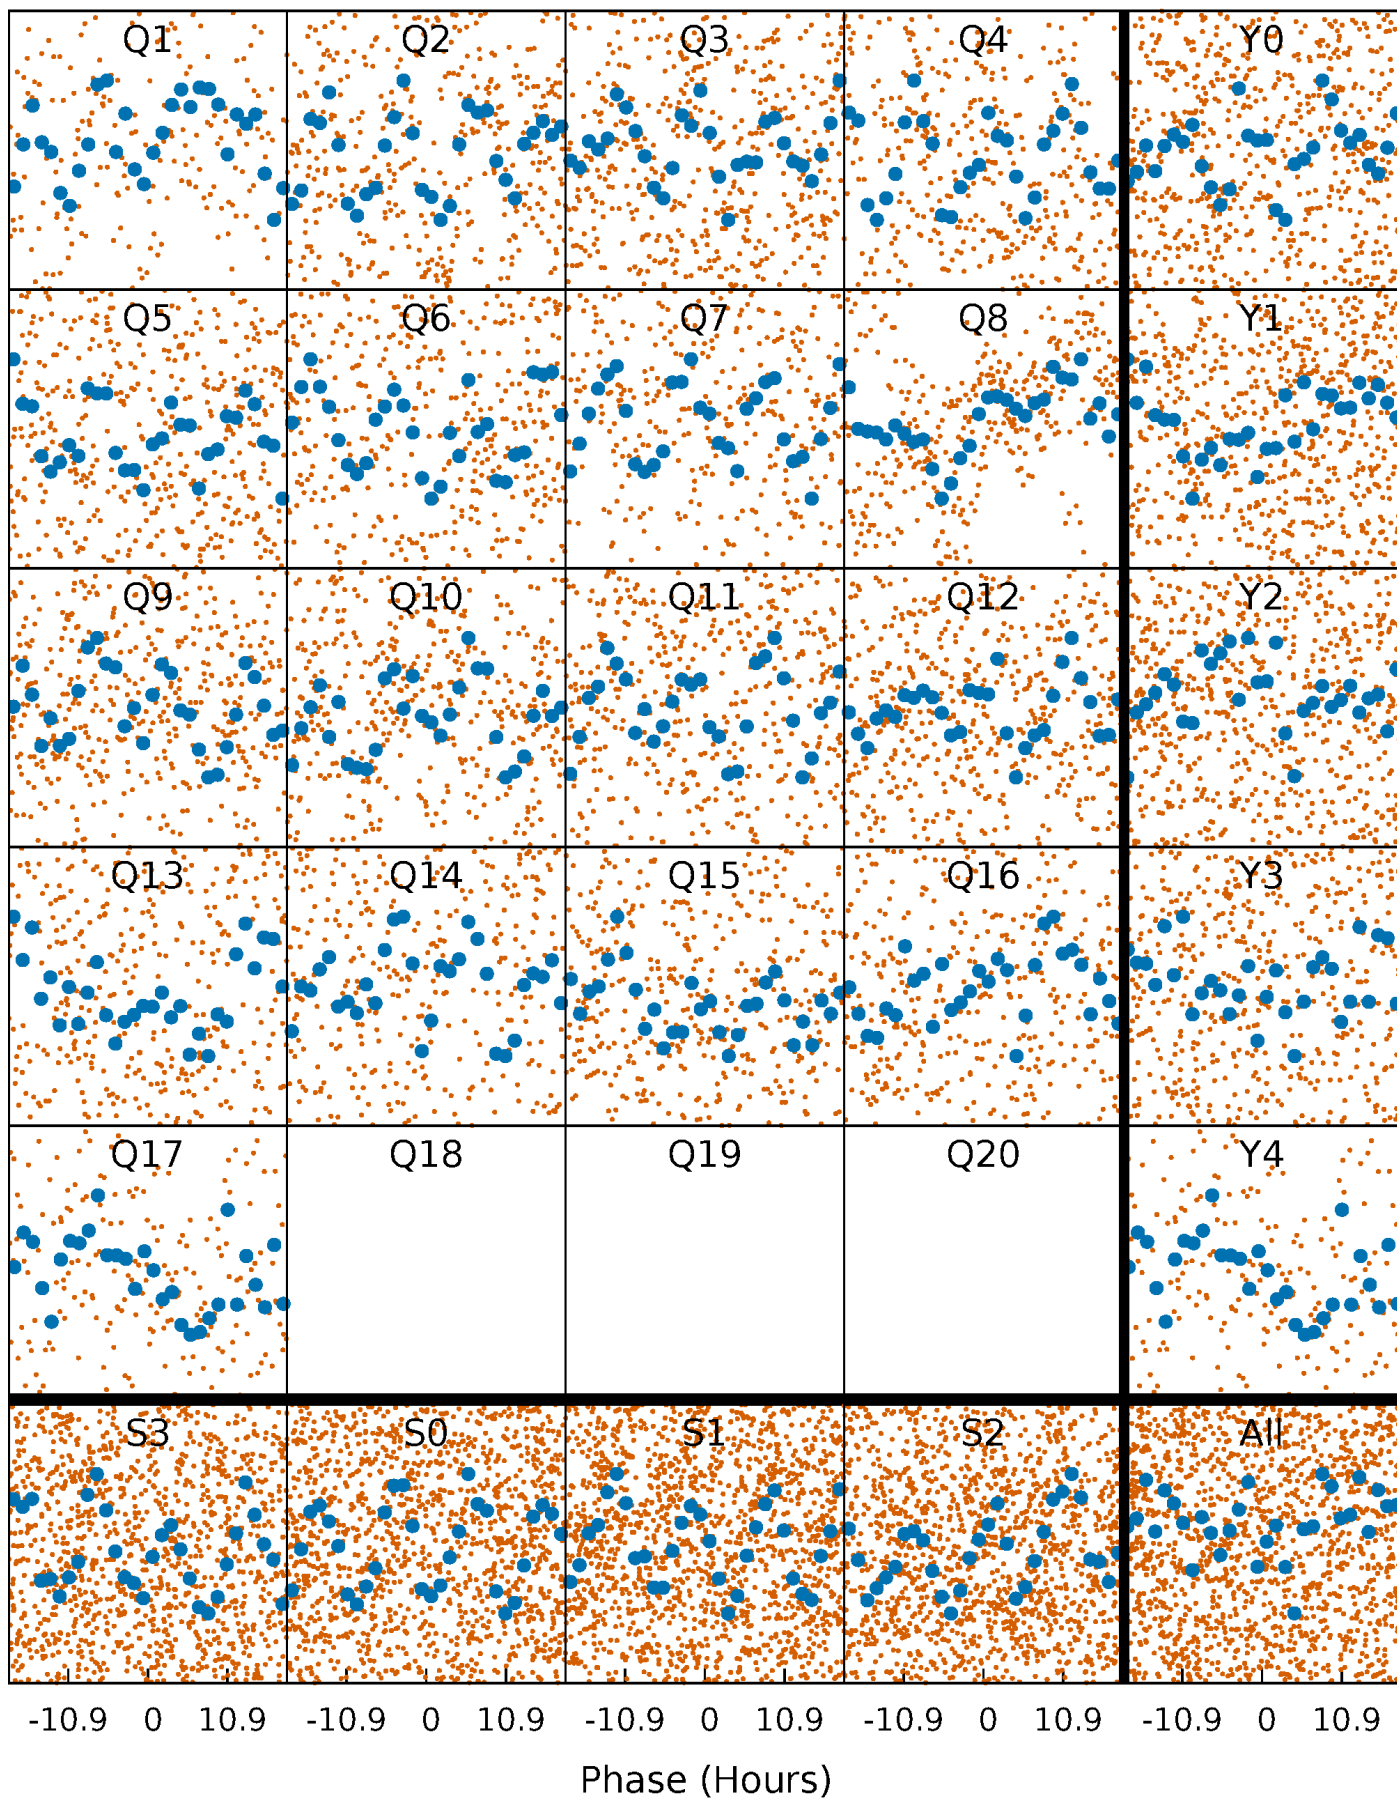 Q1 Q2 Q3 Q4 Y0
Q5 Q6 Q7 Q8 Y1
Q9 Q10 Q11 Q12 Y2
Q13 Q14 Q15 Q16 Y3
Q17 Q18 Q19 Q20 Y4
S3 S0 S1 S2 All
-10.9 0 10.9 -10.9 0 10.9 -10.9 0 10.9 -10.9 0 10.9 -10.9 0 10.9
Phase (Hours)